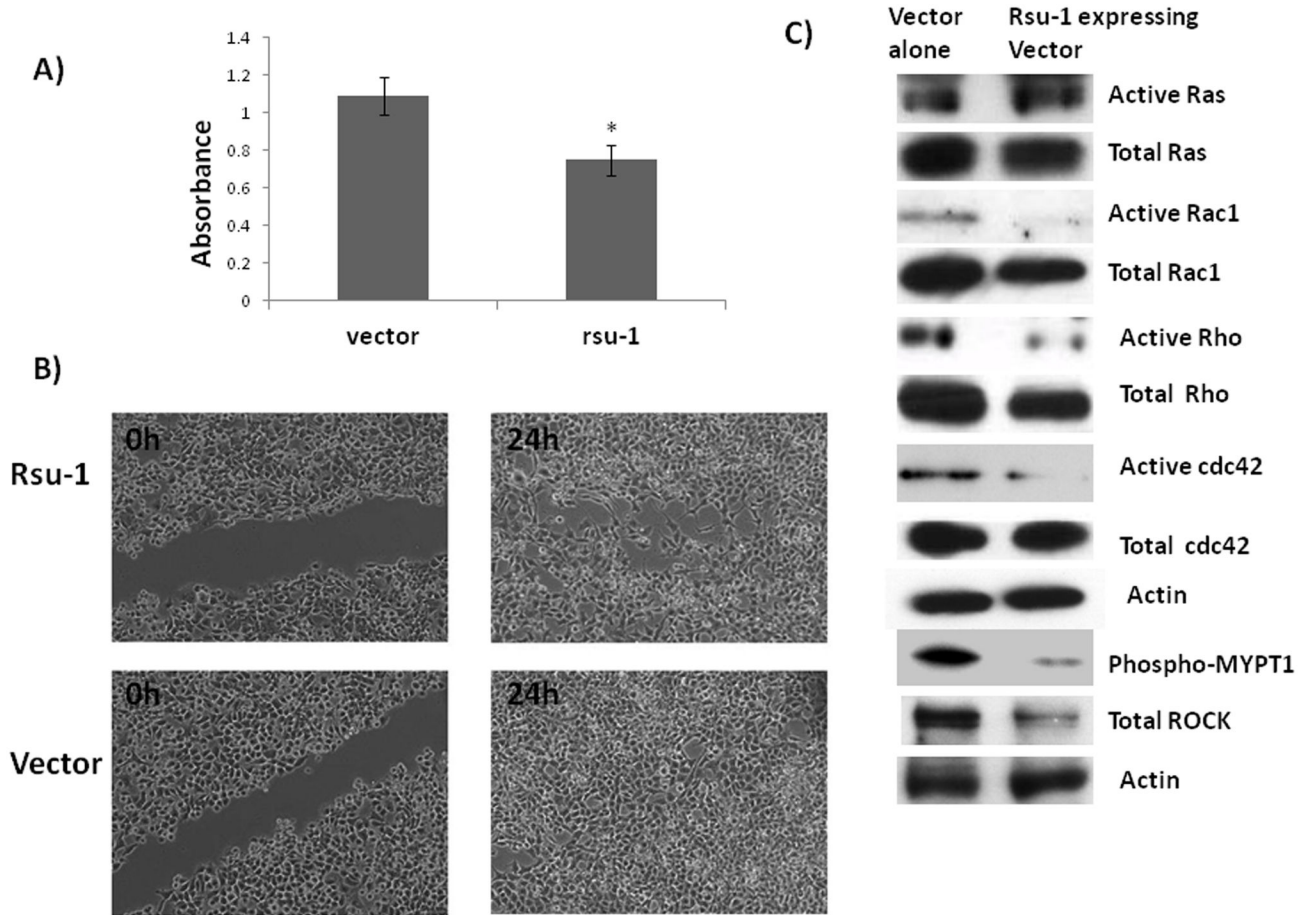 A)
1.4
1.2
1
0.8
0.6
0.4
0.2
0
Absorbance
*
vector
rsu-1
B)
Rsu-1
0h
24h
Vector
0h
24h
C)
Vector alone
Rsu-1 expressing Vector
Active Ras
Total Ras
Active Rac1
Total Rac1
Active Rho
Total Rho
Active cdc42
Total cdc42
Actin
Phospho-MYPT1
Total ROCK
Actin